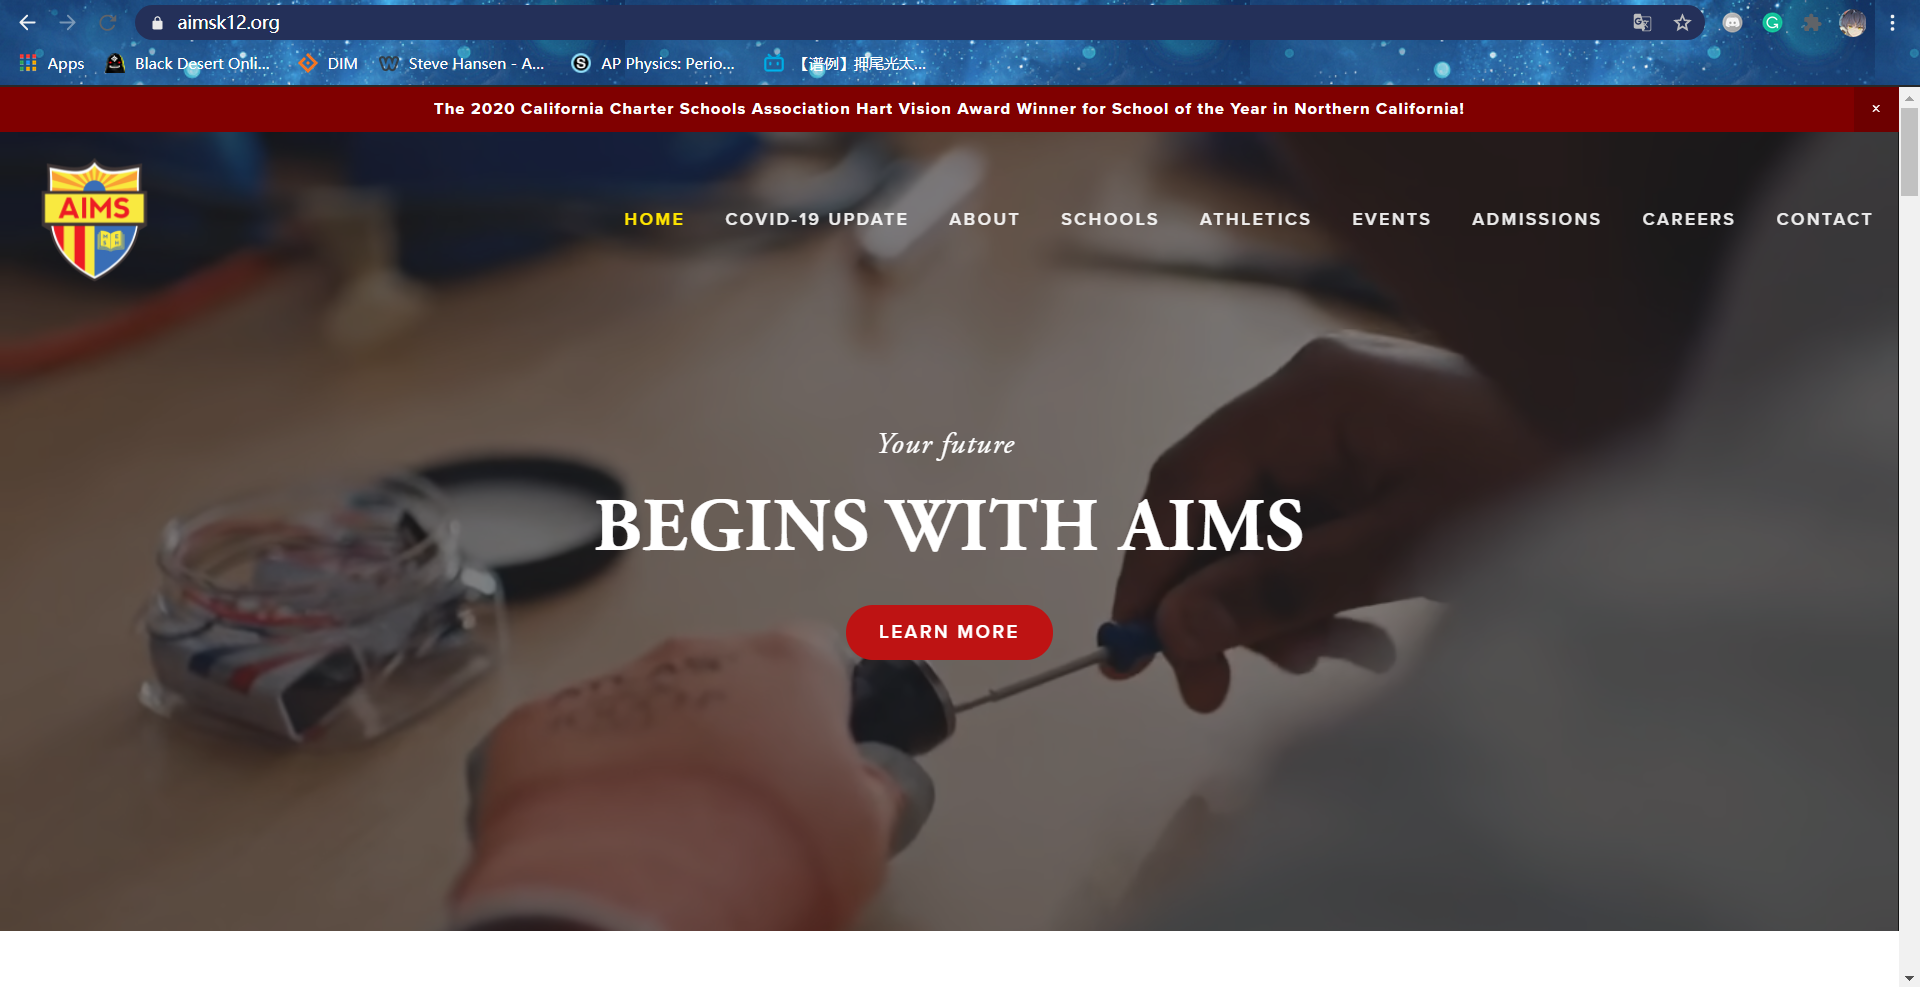 aimsk12.org
Apps
Black Desert Onli...
DIM
Steve Hansen - A...
AP Physics: Perio...
【谱例】押尾光太...
The 2020 California Charter Schools Association Hart Vision Award Winner for School of the Year in Northern California!
×
AIMS
HOME
COVID-19 UPDATE
ABOUT
SCHOOLS
ATHLETICS
EVENTS
ADMISSIONS
CAREERS
CONTACT
Your future
BEGINS WITH AIMS
LEARN MORE